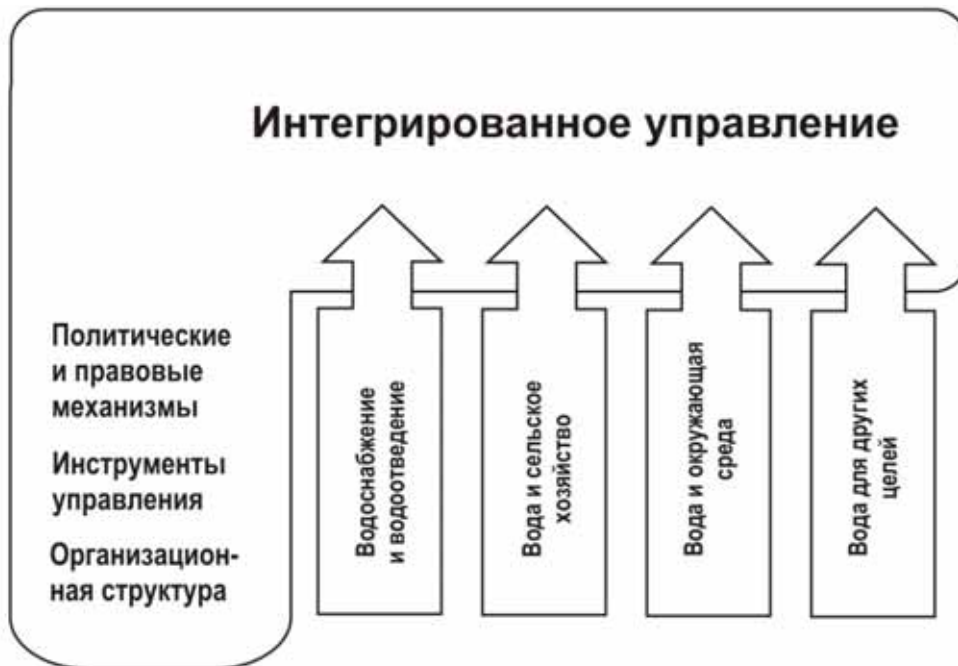 Интегрированное управление
Политические
и правовые
механизмы
Инструменты
управления
Организацион-
ная структура
Водоснабжение
и водоотведение
Вода и сельское
хозяйство
Вода и окружающая
среда
Вода для других
целей